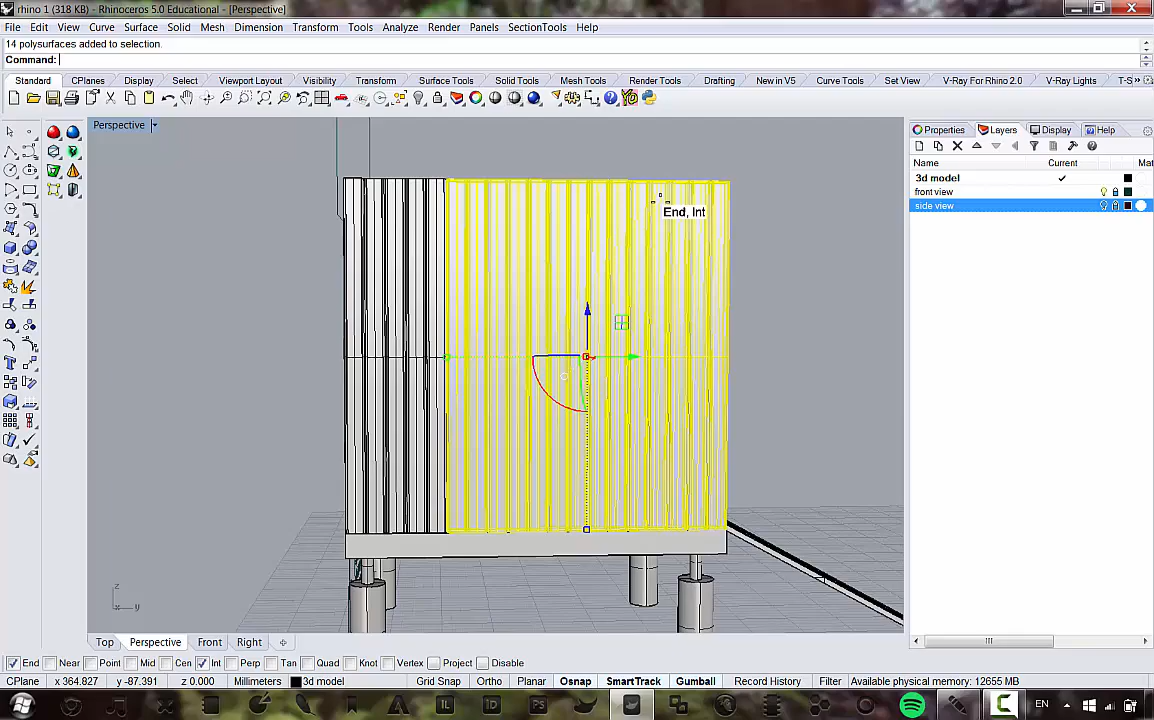 rhino 1 (318 KB) - Rhinoceros 5.0 Educational - [Perspective]
File Edit View Curve Surface Solid Mesh Dimension Transform Tools Analyze Render Panels SectionTools Help
14 polysurfaces added to selection.
Command:
Standard CPlanes Display Select Viewport Layout Visibility Transform Surface Tools Solid Tools Mesh Tools Render Tools Drafting New in V5 Curve Tools Set View V-Ray For Rhino 2.0 V-Ray Lights T-S
Perspective
Properties Layers Display Help
Name Current Mat
3d model
front view
side view
End, Int
z
x y
Top Perspective Front Right
End Near Point Mid Cen Int Perp Tan Quad Knot Vertex Project Disable
CPlane x 364.827 y -87.391 z 0.000 Millimeters 3d model Grid Snap Ortho Planar Osnap SmartTrack Gumball Record History Filter Available physical memory: 12655 MB
IL ID PS EN